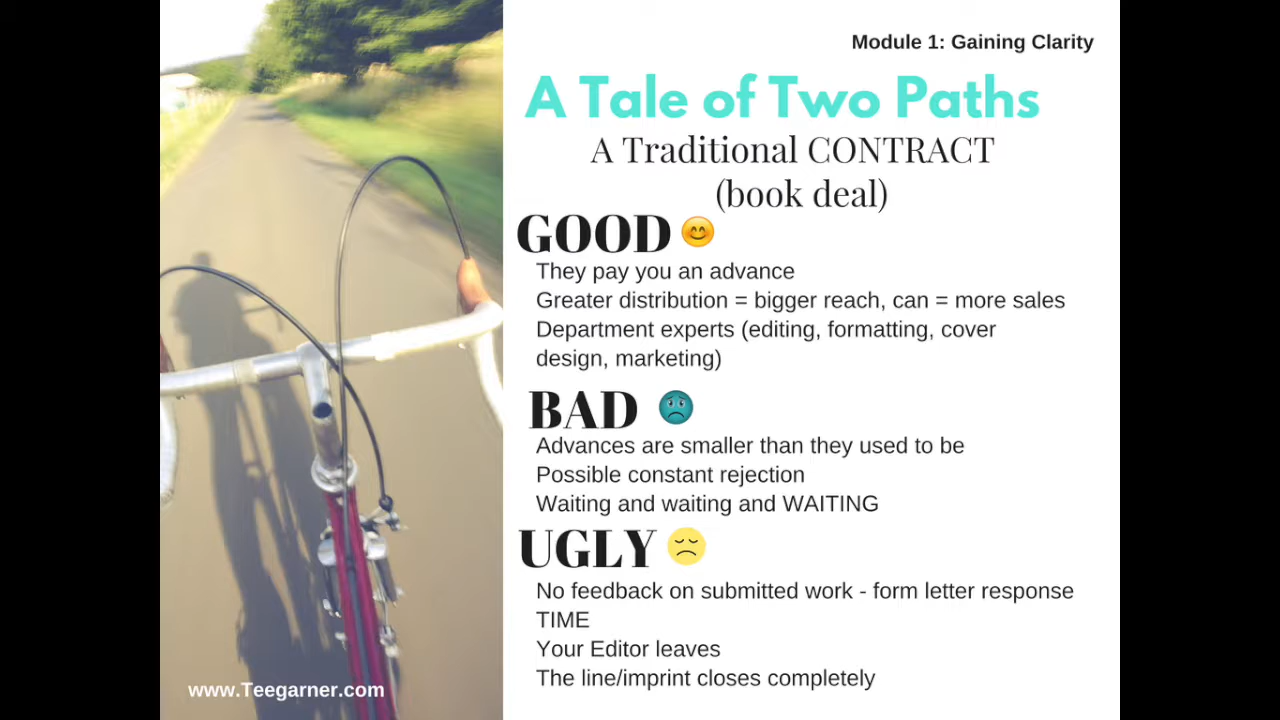 Module 1: Gaining Clarity
A Tale of Two Paths
A Traditional CONTRACT
(book deal)
GOOD
They pay you an advance
Greater distribution = bigger reach, can = more sales
Department experts (editing, formatting, cover
design, marketing)
BAD
Advances are smaller than they used to be
Possible constant rejection
Waiting and waiting and WAITING
UGLY
No feedback on submitted work - form letter response
TIME
Your Editor leaves
The line/imprint closes completely
www.Teegarner.com